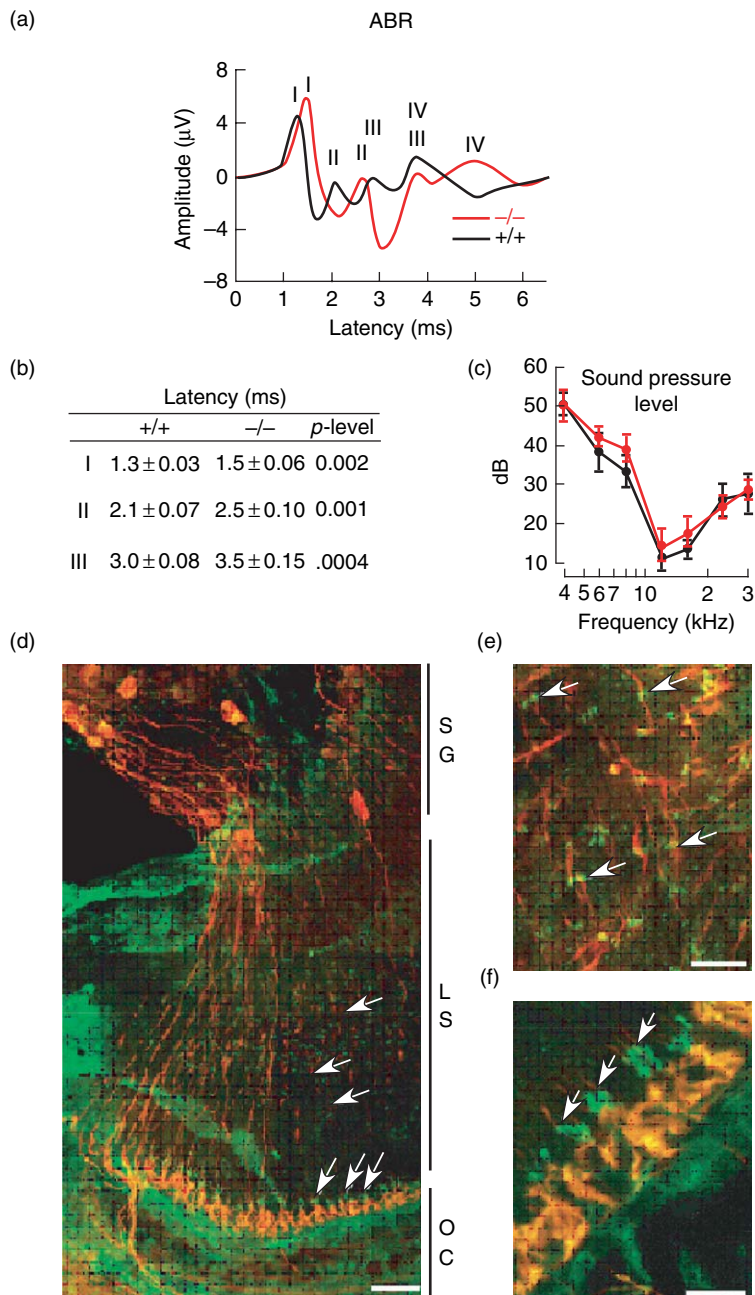 (a)
ABR
8
4
0
−4
−8
Amplitude (μV)
I I
II II III
IV
III IV
−/−
+/+
0 1 2 3 4 5 6
Latency (ms)
(b)
Latency (ms)
+/+ −/− p-level
I 1.3±0.03 1.5±0.06 0.002
II 2.1±0.07 2.5±0.10 0.001
III 3.0±0.08 3.5±0.15 .0004
(c)
Sound pressure
level
60
50
40
30
20
10
dB
4 5 6 7 10 2 3
Frequency (kHz)
(d)
S
G
L
S
O
C
(e)
(f)